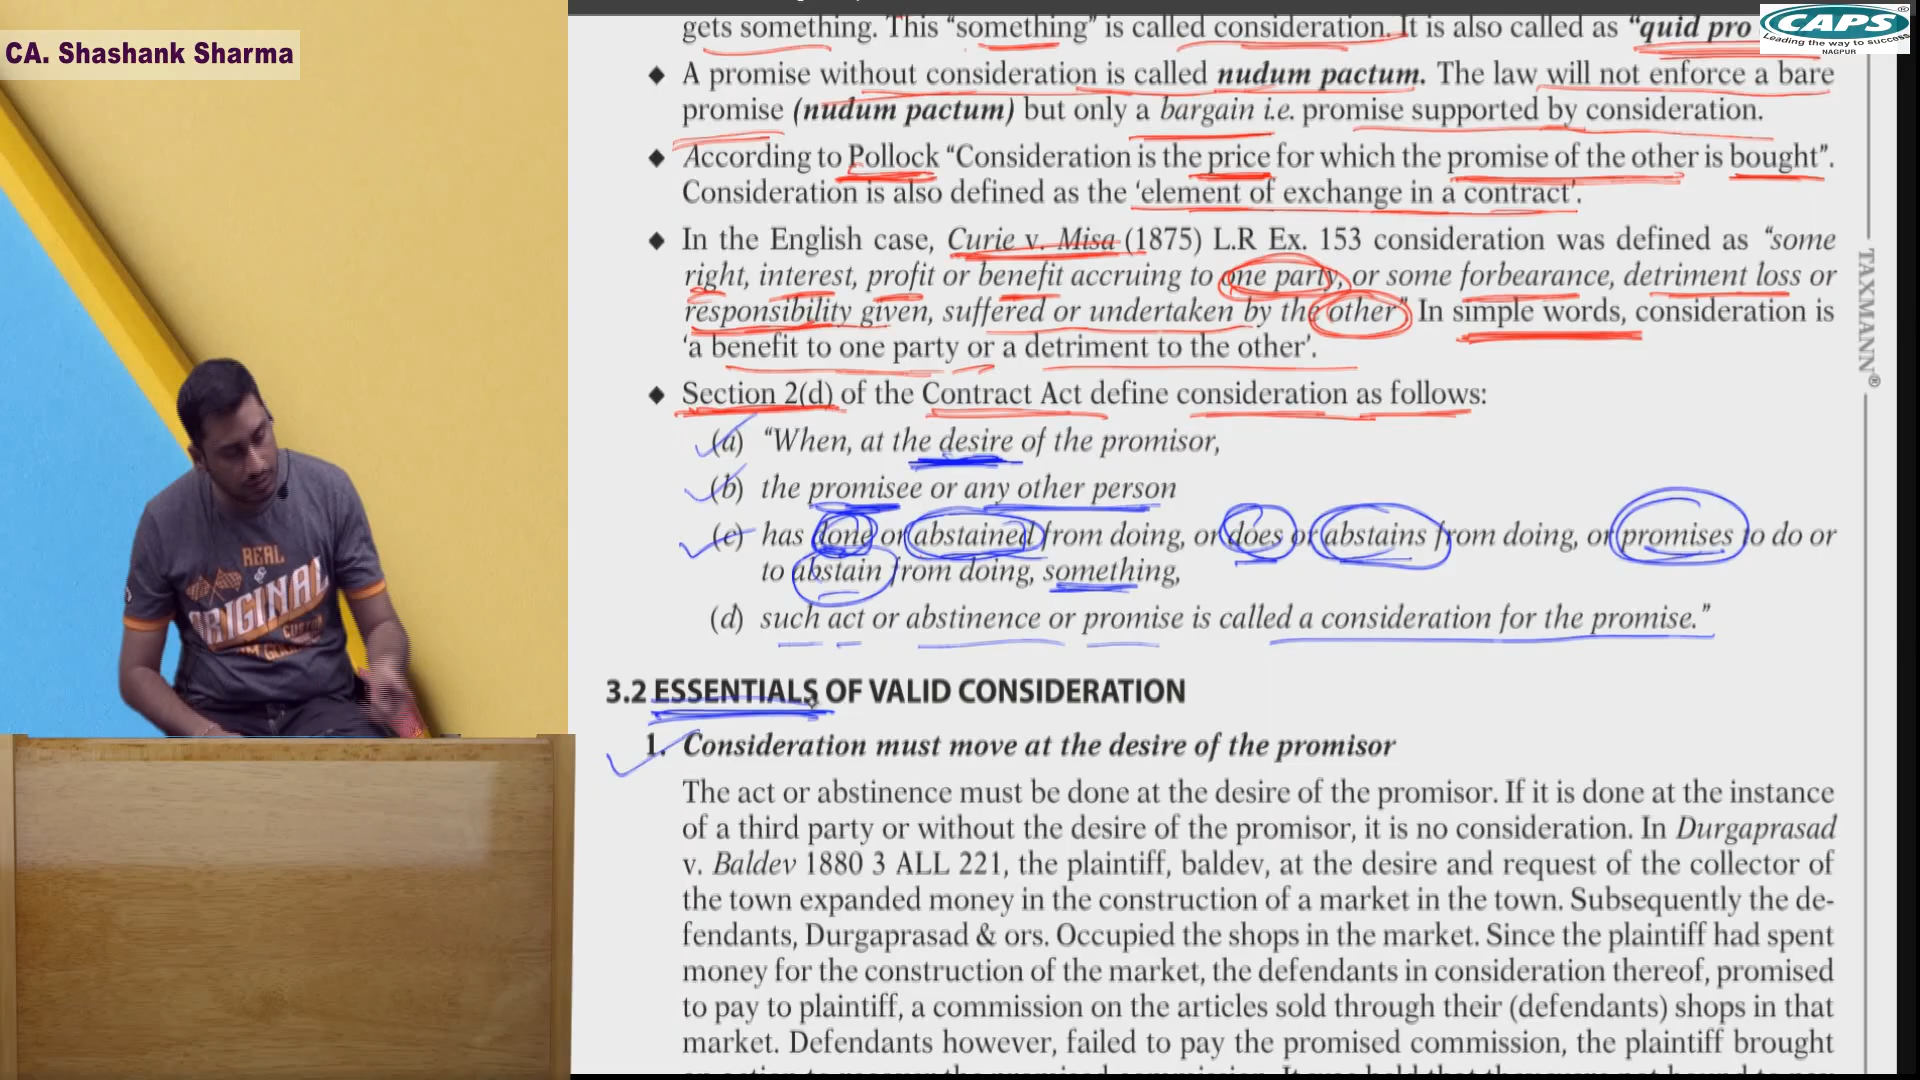 CA. Shashank Sharma
CAPS®
Leading the way to success
NAGPUR
gets something. This “something” is called consideration. It is also called as “quid pro
◆ A promise without consideration is called nudum pactum. The law will not enforce a bare
promise (nudum pactum) but only a bargain i.e. promise supported by consideration.
◆ According to Pollock “Consideration is the price for which the promise of the other is bought”.
Consideration is also defined as the ‘element of exchange in a contract’.
◆ In the English case, Curie v. Misa (1875) L.R Ex. 153 consideration was defined as “some
right, interest, profit or benefit accruing to one party, or some forbearance, detriment loss or
responsibility given, suffered or undertaken by the other” In simple words, consideration is
‘a benefit to one party or a detriment to the other’.
◆ Section 2(d) of the Contract Act define consideration as follows:
(a) “When, at the desire of the promisor,
(b) the promisee or any other person
(c) has done or abstained from doing, or does or abstains from doing, or promises to do or
to abstain from doing, something,
(d) such act or abstinence or promise is called a consideration for the promise.”
3.2 ESSENTIALS OF VALID CONSIDERATION
1. Consideration must move at the desire of the promisor
The act or abstinence must be done at the desire of the promisor. If it is done at the instance
of a third party or without the desire of the promisor, it is no consideration. In Durgaprasad
v. Baldev 1880 3 ALL 221, the plaintiff, baldev, at the desire and request of the collector of
the town expanded money in the construction of a market in the town. Subsequently the de-
fendants, Durgaprasad & ors. Occupied the shops in the market. Since the plaintiff had spent
money for the construction of the market, the defendants in consideration thereof, promised
to pay to plaintiff, a commission on the articles sold through their (defendants) shops in that
market. Defendants however, failed to pay the promised commission, the plaintiff brought
TAXMANN®
REAL
&
ORIGINAL